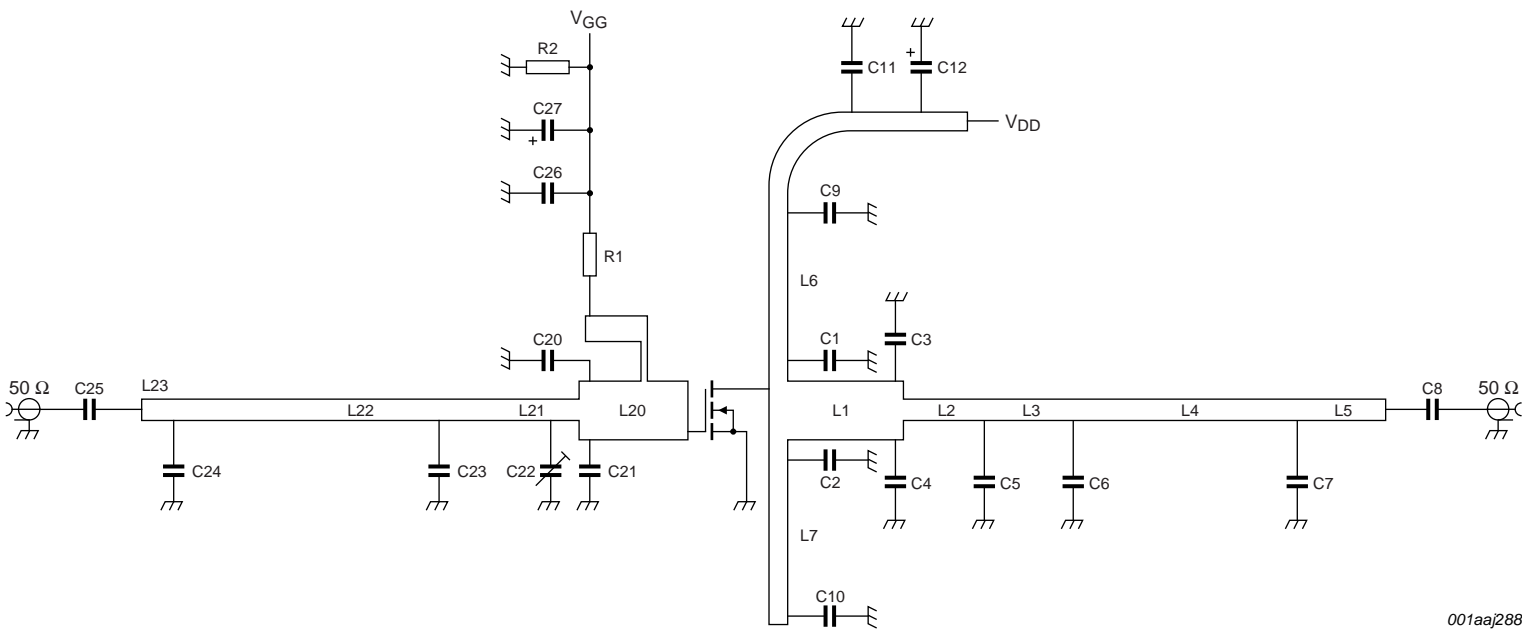 VGG
R2
C11
C12
+
C27
+
VDD
C26
C9
R1
L6
C20
C1
C3
50 Ω
C25
L23
L22
L21
L20
L1
L2
L3
L4
L5
C8
50 Ω
C24
C23
C22
C21
C2
C4
C5
C6
C7
L7
C10
001aaj288